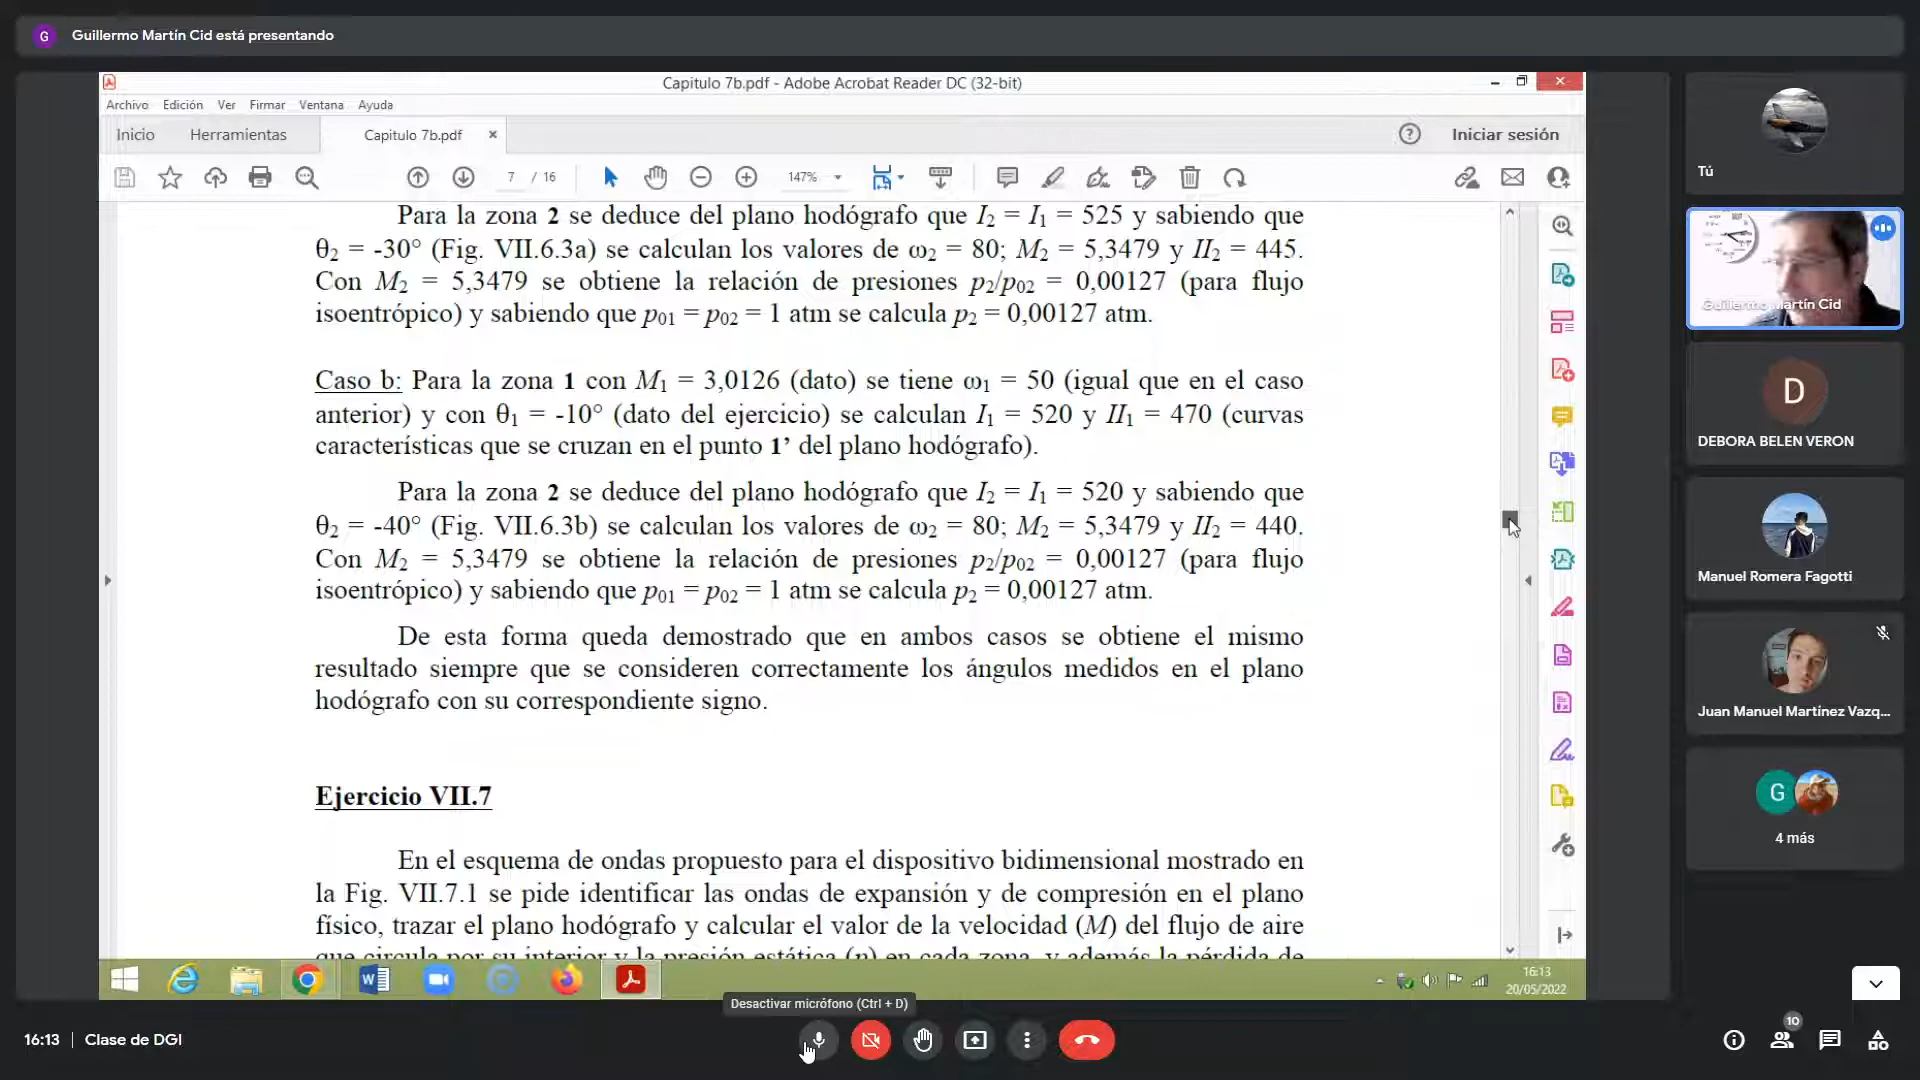 G Guillermo Martín Cid está presentando
Capitulo 7b.pdf - Adobe Acrobat Reader DC (32-bit)
Archivo Edición Ver Firmar Ventana Ayuda
Inicio Herramientas Capitulo 7b.pdf × ? Iniciar sesión
7 / 16 147%
Para la zona 2 se deduce del plano hodógrafo que I2 = I1 = 525 y sabiendo que
θ2 = -30° (Fig. VII.6.3a) se calculan los valores de ω2 = 80; M2 = 5,3479 y II2 = 445.
Con M2 = 5,3479 se obtiene la relación de presiones p2/p02 = 0,00127 (para flujo
isoentrópico) y sabiendo que p01 = p02 = 1 atm se calcula p2 = 0,00127 atm.
Caso b: Para la zona 1 con M1 = 3,0126 (dato) se tiene ω1 = 50 (igual que en el caso
anterior) y con θ1 = -10° (dato del ejercicio) se calculan I1 = 520 y II1 = 470 (curvas
características que se cruzan en el punto 1’ del plano hodógrafo).
Para la zona 2 se deduce del plano hodógrafo que I2 = I1 = 520 y sabiendo que
θ2 = -40° (Fig. VII.6.3b) se calculan los valores de ω2 = 80; M2 = 5,3479 y II2 = 440.
Con M2 = 5,3479 se obtiene la relación de presiones p2/p02 = 0,00127 (para flujo
isoentrópico) y sabiendo que p01 = p02 = 1 atm se calcula p2 = 0,00127 atm.
De esta forma queda demostrado que en ambos casos se obtiene el mismo
resultado siempre que se consideren correctamente los ángulos medidos en el plano
hodógrafo con su correspondiente signo.
Ejercicio VII.7
En el esquema de ondas propuesto para el dispositivo bidimensional mostrado en
la Fig. VII.7.1 se pide identificar las ondas de expansión y de compresión en el plano
físico, trazar el plano hodógrafo y calcular el valor de la velocidad (M) del flujo de aire
que circula por su interior y la presión estática (p) en cada zona, y además la pérdida de
16:13
20/05/2022
Desactivar micrófono (Ctrl + D)
16:13 | Clase de DGI
10
Tú
Guillermo Martín Cid
D
DEBORA BELEN VERON
Manuel Romera Fagotti
Juan Manuel Martínez Vazq...
G
4 más